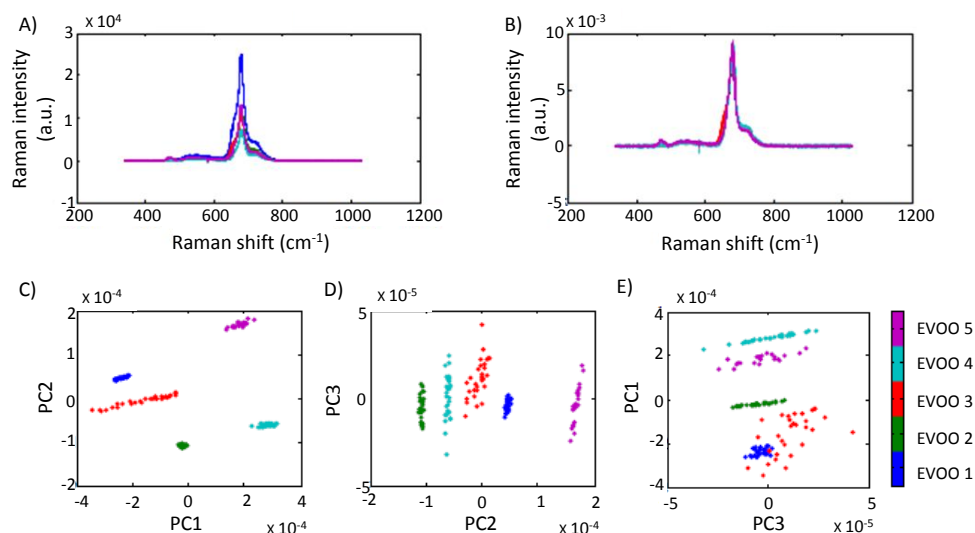 A)
x 10⁴
3
2
1
0
-1
200
400
600
800
1000
1200
Raman intensity
(a.u.)
Raman shift (cm⁻¹)
B)
x 10⁻³
10
5
0
-5
200
400
600
800
1000
1200
Raman intensity
(a.u.)
Raman shift (cm⁻¹)
C)
x 10⁻⁴
2
1
0
-1
-2
-4
-2
0
2
4
PC2
PC1
x 10⁻⁴
D)
x 10⁻⁵
5
0
-5
-2
-1
0
1
2
PC3
PC2
x 10⁻⁴
E)
x 10⁻⁴
4
2
0
-2
-4
-5
0
5
PC1
PC3
x 10⁻⁵
EVOO 5
EVOO 4
EVOO 3
EVOO 2
EVOO 1